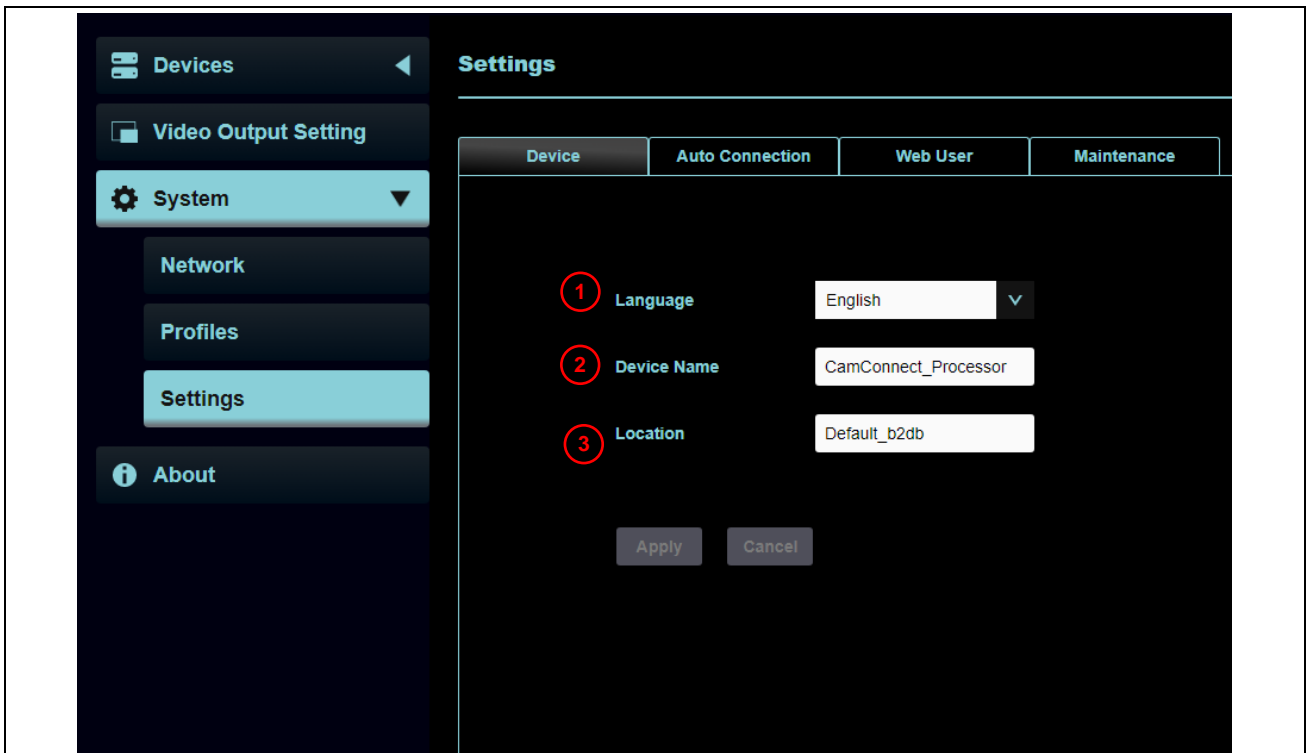 Devices
Video Output Setting
System
Network
Profiles
Settings
About
Settings
Device Auto Connection Web User Maintenance
1 Language English
2 Device Name CamConnect_Processor
3 Location Default_b2db
Apply Cancel